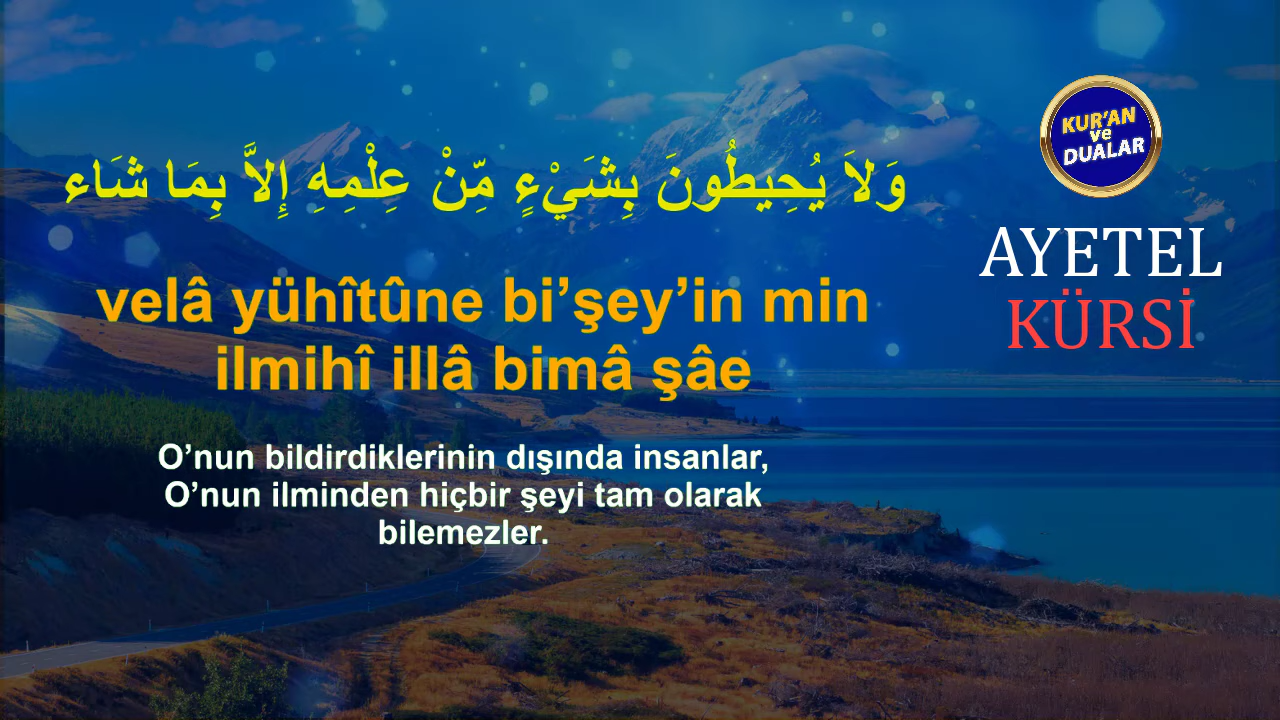 وَلاَ يُحِيطُونَ بِشَيْءٍ مِّنْ عِلْمِهِ إِلاَّ بِمَا شَاء
velâ yühîtûne bi’şey’in min
ilmihî illâ bimâ şâe
O’nun bildirdiklerinin dışında insanlar,
O’nun ilminden hiçbir şeyi tam olarak
bilemezler.
KUR’AN
ve
DUALAR
AYETEL
KÜRSİ